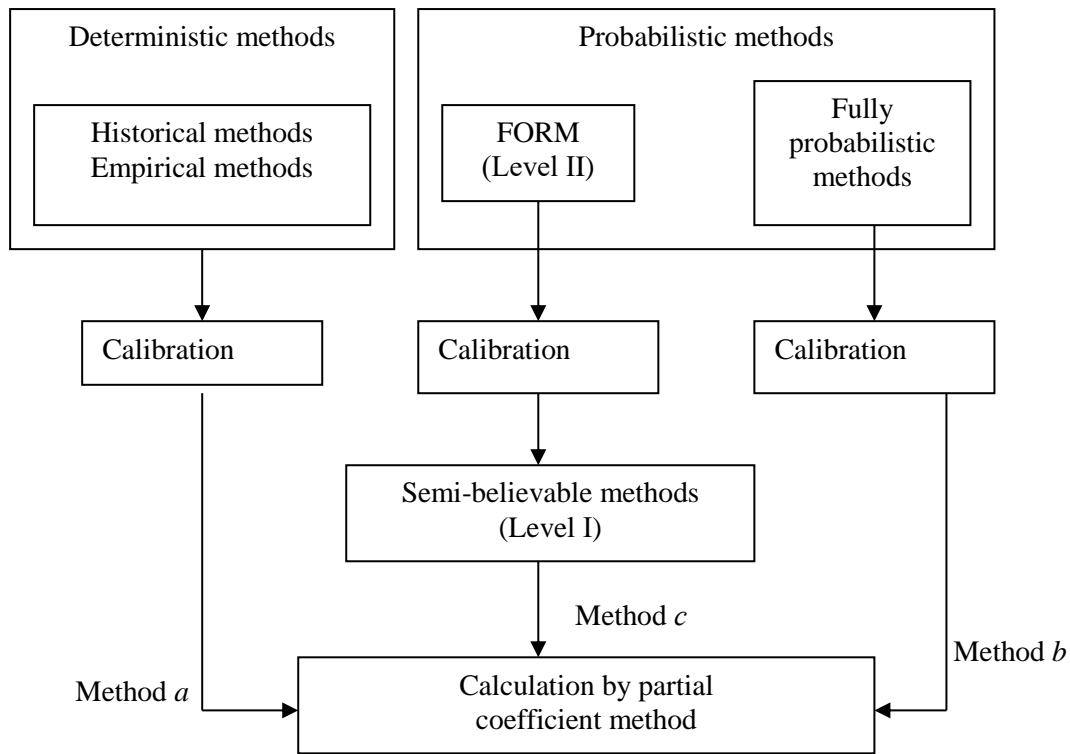 Deterministic methods
Probabilistic methods
Historical methods
Empirical methods
FORM
(Level II)
Fully
probabilistic
methods
Calibration
Calibration
Calibration
Semi-believable methods
(Level I)
Method c
Method b
Method a
Calculation by partial
coefficient method